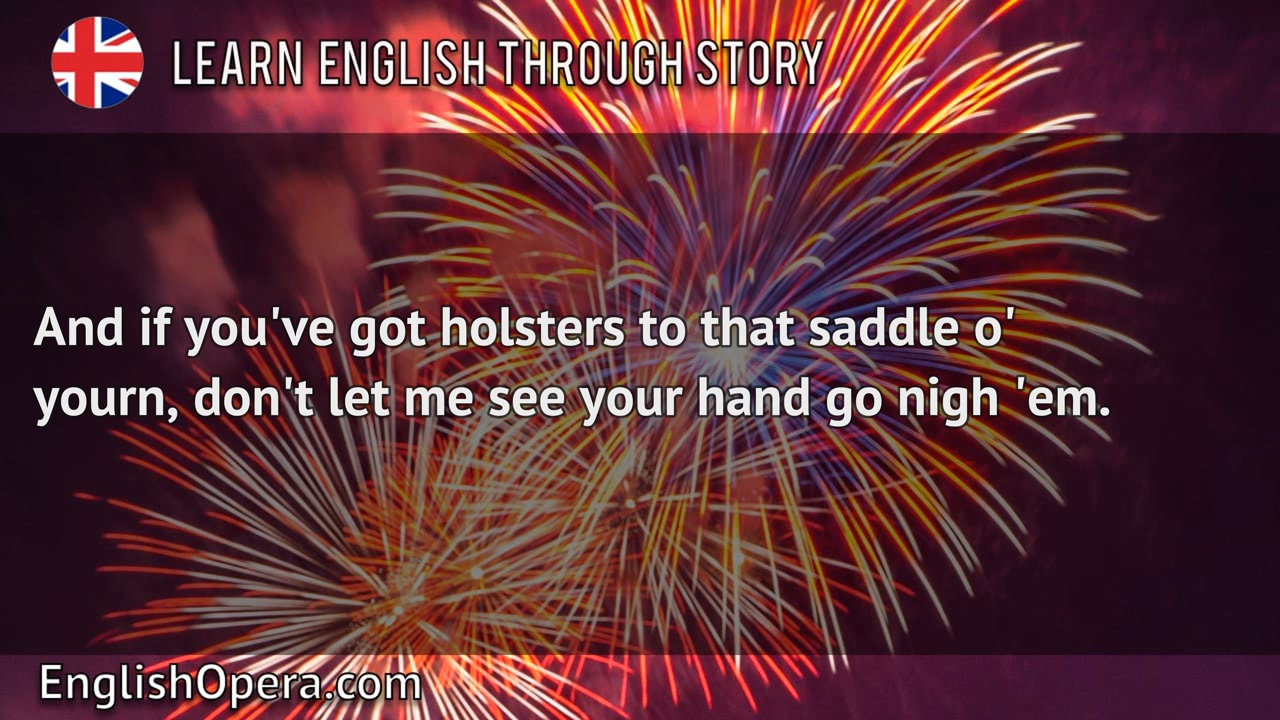 LEARN ENGLISH THROUGH STORY
And if you've got holsters to that saddle o'
yourn, don't let me see your hand go nigh 'em.
EnglishOpera.com